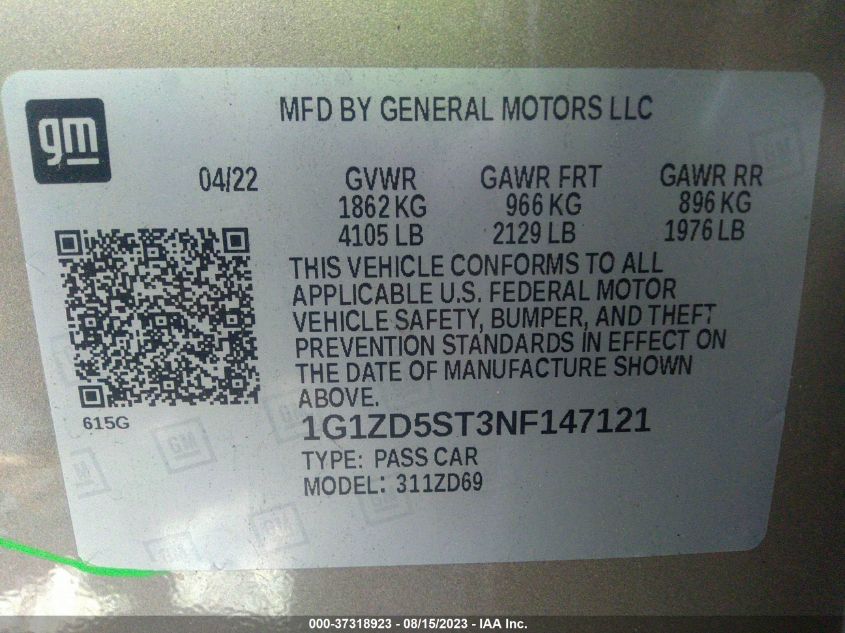 gm
MFD BY GENERAL MOTORS LLC
04/22 GVWR GAWR FRT GAWR RR
1862 KG 966 KG 896 KG
4105 LB 2129 LB 1976 LB
THIS VEHICLE CONFORMS TO ALL
APPLICABLE U.S. FEDERAL MOTOR
VEHICLE SAFETY, BUMPER, AND THEFT
PREVENTION STANDARDS IN EFFECT ON
THE DATE OF MANUFACTURE SHOWN
ABOVE.
615G
1G1ZD5ST3NF147121
TYPE: PASS CAR
MODEL: 311ZD69
GM
GM
000-37318923 - 08/15/2023 - IAA Inc.